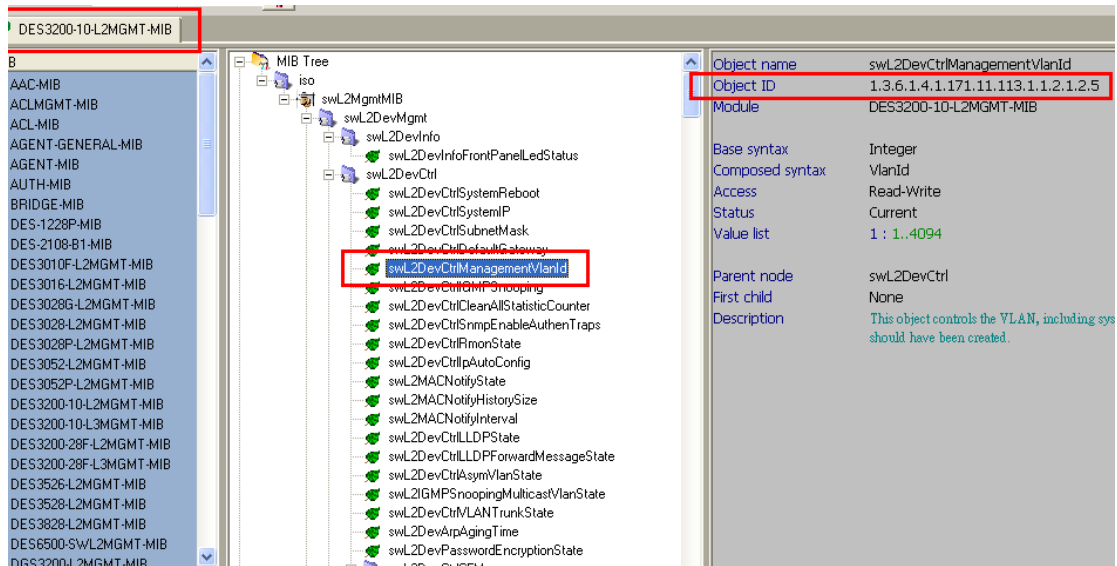 DES3200-10-L2MGMT-MIB
B
AAC-MIB
ACLMGMT-MIB
ACL-MIB
AGENT-GENERAL-MIB
AGENT-MIB
AUTH-MIB
BRIDGE-MIB
DES-1228P-MIB
DES-2108-B1-MIB
DES3010F-L2MGMT-MIB
DES3016-L2MGMT-MIB
DES3028G-L2MGMT-MIB
DES3028-L2MGMT-MIB
DES3028P-L2MGMT-MIB
DES3052-L2MGMT-MIB
DES3052P-L2MGMT-MIB
DES3200-10-L2MGMT-MIB
DES3200-10-L3MGMT-MIB
DES3200-28F-L2MGMT-MIB
DES3200-28F-L3MGMT-MIB
DES3526-L2MGMT-MIB
DES3528-L2MGMT-MIB
DES3828-L2MGMT-MIB
DES6500-SWL2MGMT-MIB
DGS3200-L2MGMT-MIB
MIB Tree
iso
swL2MgmtMIB
swL2DevMgmt
swL2DevInfo
swL2DevInfoFrontPanelLedStatus
swL2DevCtrl
swL2DevCtrlSystemReboot
swL2DevCtrlSystemIP
swL2DevCtrlSubnetMask
swL2DevCtrlDefaultGateway
swL2DevCtrlManagementVlanId
swL2DevCtrlIGMPSnooping
swL2DevCtrlCleanAllStatisticCounter
swL2DevCtrlSnmpEnableAuthenTraps
swL2DevCtrlRmonState
swL2DevCtrlIpAutoConfig
swL2MACNotifyState
swL2MACNotifyHistorySize
swL2MACNotifyInterval
swL2DevCtrlLLDPState
swL2DevCtrlLLDPForwardMessageState
swL2DevCtrlAsymVlanState
swL2IGMPSnoopingMulticastVlanState
swL2DevCtrlVLANTrunkState
swL2DevArpAgingTime
swL2DevPasswordEncryptionState
Object name swL2DevCtrlManagementVlanId
Object ID 1.3.6.1.4.1.171.11.113.1.1.2.1.2.5
Module DES3200-10-L2MGMT-MIB
Base syntax Integer
Composed syntax VlanId
Access Read-Write
Status Current
Value list 1 : 1..4094
Parent node swL2DevCtrl
First child None
Description This object controls the VLAN, including sys
should have been created.